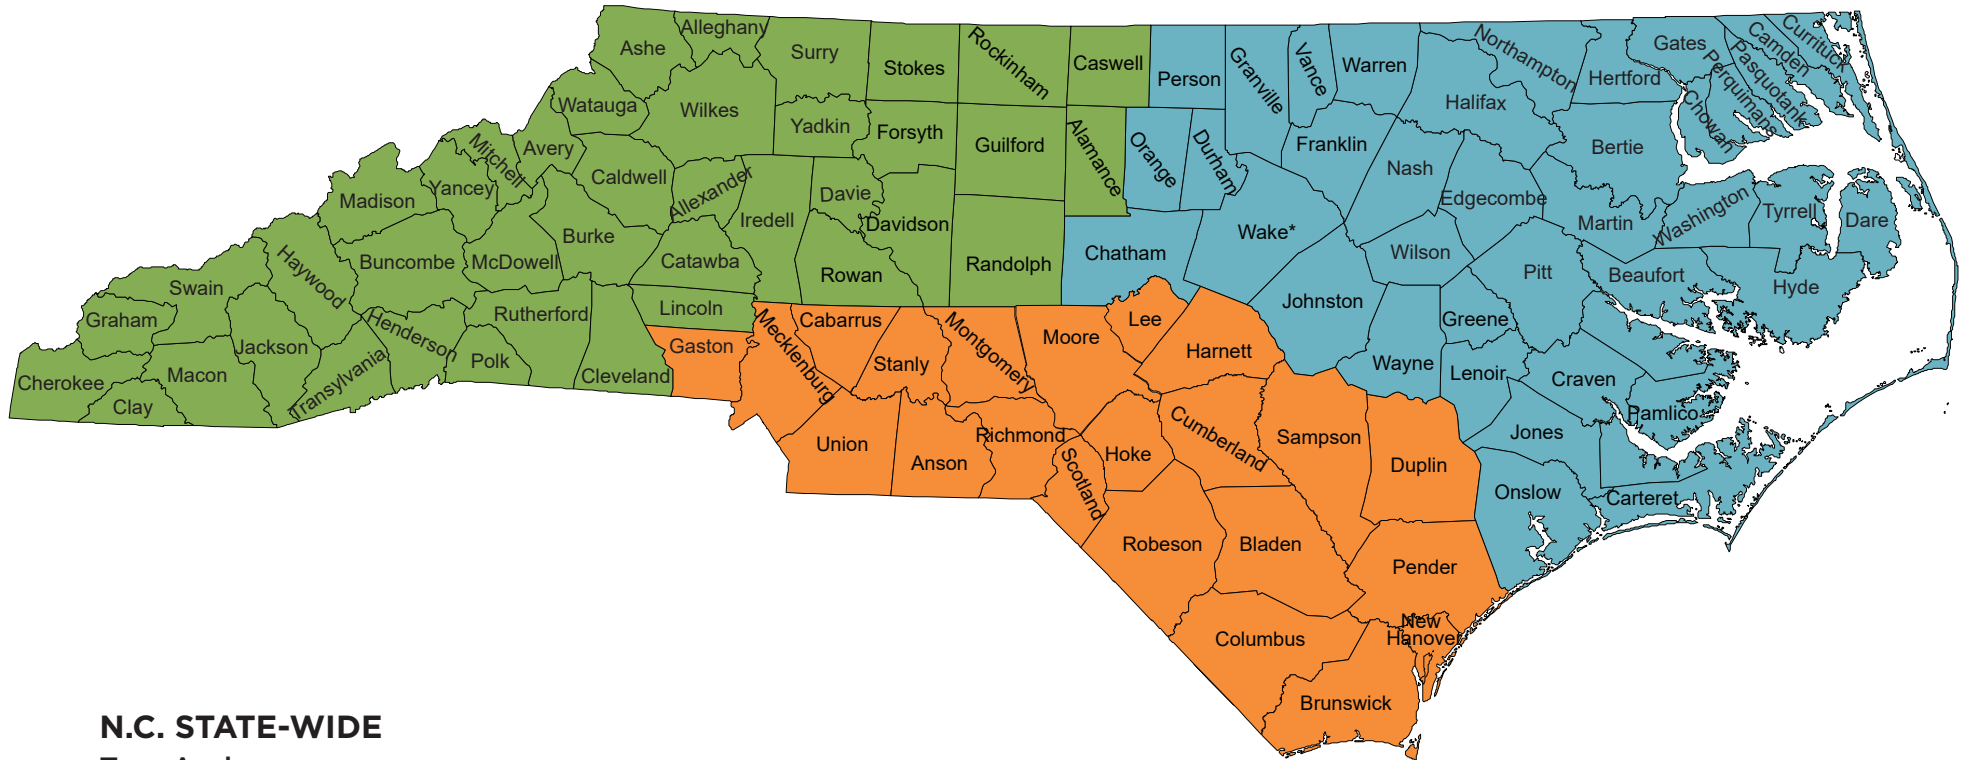 Ashe
Alleghany
Surry
Stokes
Rockingham
Caswell
Person
Granville
Vance
Warren
Northampton
Hertford
Gates
Camden
Currituck
Pasquotank
Perquimans
Chowan
Watauga
Wilkes
Yadkin
Forsyth
Guilford
Alamance
Orange
Durham
Franklin
Halifax
Bertie
Mitchell
Avery
Caldwell
Alexander
Iredell
Davie
Davidson
Nash
Edgecombe
Martin
Washington
Tyrrell
Dare
Madison
Yancey
Burke
Catawba
Rowan
Randolph
Chatham
Wake*
Wilson
Pitt
Beaufort
Hyde
Haywood
Buncombe
McDowell
Swain
Graham
Rutherford
Lincoln
Johnston
Greene
Cherokee
Clay
Macon
Jackson
Transylvania
Henderson
Polk
Cleveland
Gaston
Mecklenburg
Cabarrus
Stanly
Montgomery
Moore
Lee
Harnett
Wayne
Lenoir
Craven
Pamlico
Jones
Union
Anson
Richmond
Scotland
Hoke
Cumberland
Sampson
Duplin
Onslow
Carteret
Robeson
Bladen
Pender
Columbus
New
Hanover
Brunswick
N.C. STATE-WIDE